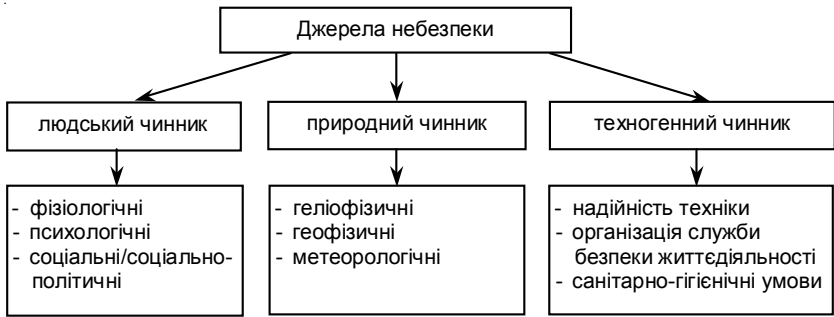 Джерела небезпеки
людський чинник
природний чинник
техногенний чинник
- фізіологічні
- психологічні
- соціальні/соціально-
політичні
- геліофізичні
- геофізичні
- метеорологічні
- надійність техніки
- організація служби
безпеки життєдіяльності
- санітарно-гігієнічні умови